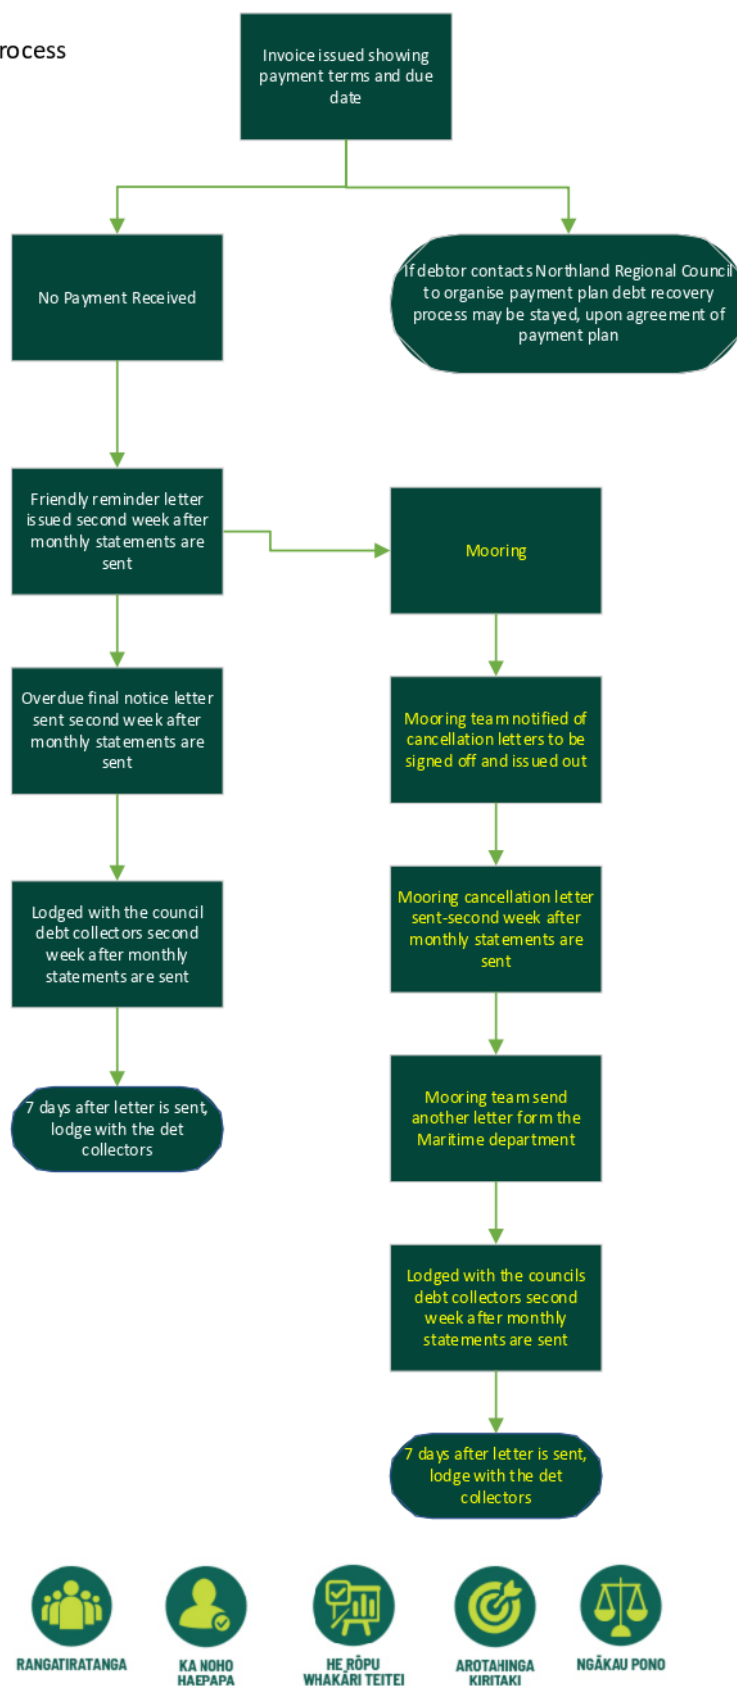 rocess
Invoice issued showing
payment terms and due
date
No Payment Received
If debtor contacts Northland Regional Council
to organise payment plan debt recovery
process may be stayed, upon agreement of
payment plan
Friendly reminder letter
issued second week after
monthly statements are
sent
Mooring
Overdue final notice letter
sent second week after
monthly statements are
sent
Mooring team notified of
cancellation letters to be
signed off and issued out
Lodged with the council
debt collectors second
week after monthly
statements are sent
Mooring cancellation letter
sent-second week after
monthly statements are
sent
7 days after letter is sent,
lodge with the det
collectors
Mooring team send
another letter form the
Maritime department
Lodged with the councils
debt collectors second
week after monthly
statements are sent
7 days after letter is sent,
lodge with the det
collectors
RANGATIRATANGA
KA NOHO
HAEPAPA
HE RŌPU
WHAKĀRI TEITEI
AROTAHINGA
KIRITAKI
NGĀKAU PONO